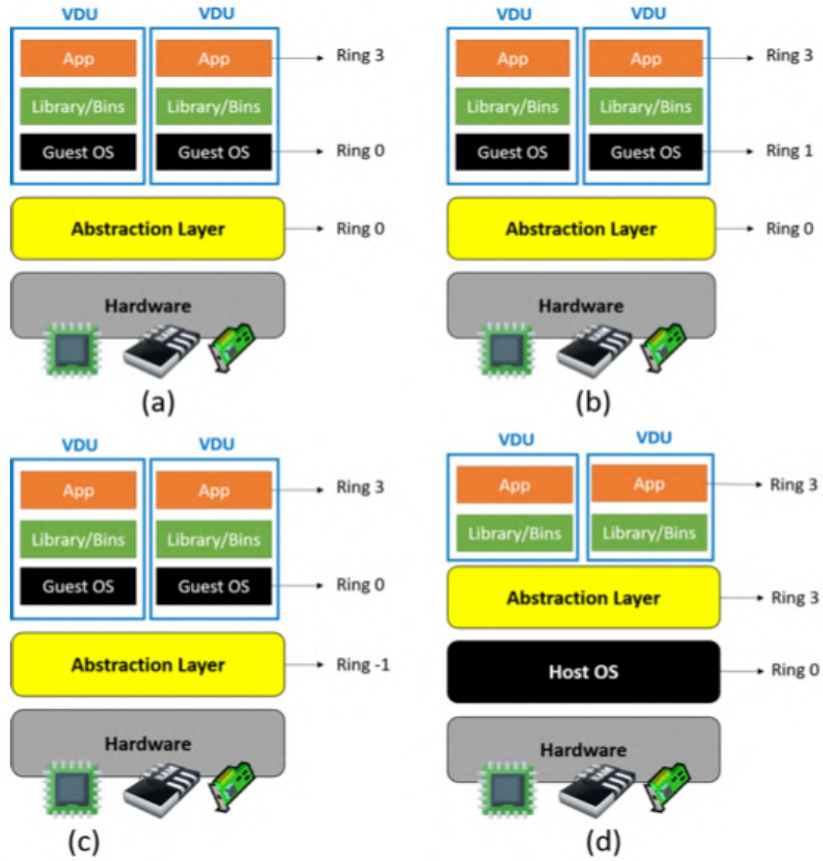 VDU VDU
App App Ring 3
Library/Bins Library/Bins
Guest OS Guest OS Ring 0
Abstraction Layer Ring 0
Hardware
(a)
VDU VDU
App App Ring 3
Library/Bins Library/Bins
Guest OS Guest OS Ring 1
Abstraction Layer Ring 0
Hardware
(b)
VDU VDU
App App Ring 3
Library/Bins Library/Bins
Guest OS Guest OS Ring 0
Abstraction Layer Ring -1
Hardware
(c)
VDU VDU
App App Ring 3
Library/Bins Library/Bins
Abstraction Layer Ring 3
Host OS Ring 0
Hardware
(d)